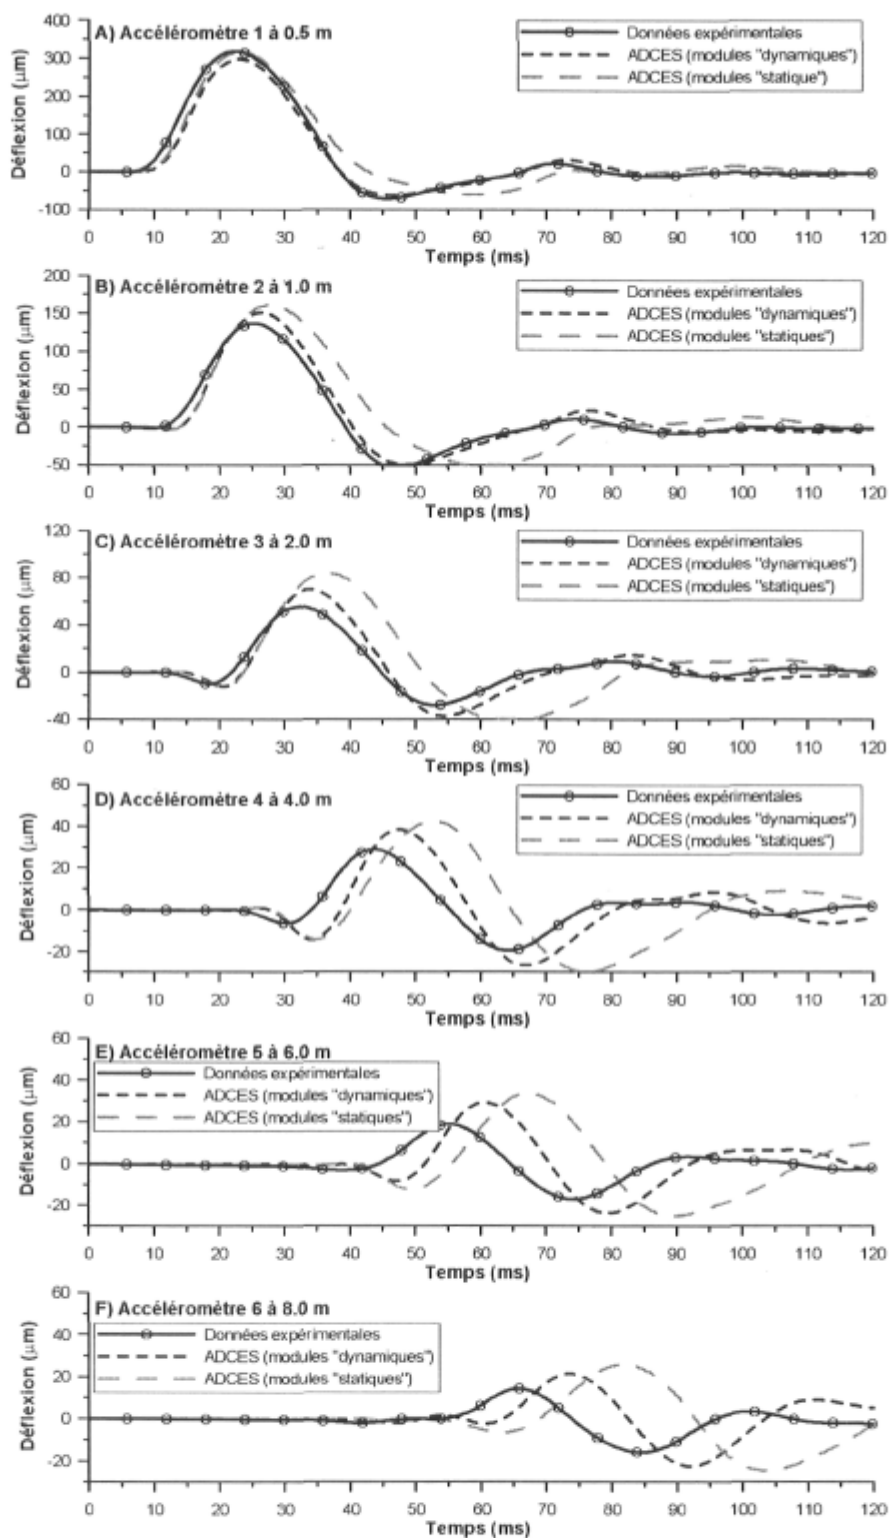 A) Accéléromètre 1 à 0.5 m
Données expérimentales
ADCES (modules "dynamiques")
ADCES (modules "statique")
Déflexion (μm)
400
300
200
100
0
-100
0 10 20 30 40 50 60 70 80 90 100 110 120
Temps (ms)
B) Accéléromètre 2 à 1.0 m
Données expérimentales
ADCES (modules "dynamiques")
ADCES (modules "statiques")
Déflexion (μm)
200
150
100
50
0
-50
0 10 20 30 40 50 60 70 80 90 100 110 120
Temps (ms)
C) Accéléromètre 3 à 2.0 m
Données expérimentales
ADCES (modules "dynamiques")
ADCES (modules "statiques")
Déflexion (μm)
120
80
40
0
-40
0 10 20 30 40 50 60 70 80 90 100 110 120
Temps (ms)
D) Accéléromètre 4 à 4.0 m
Données expérimentales
ADCES (modules "dynamiques")
ADCES (modules "statiques")
Déflexion (μm)
60
40
20
0
-20
0 10 20 30 40 50 60 70 80 90 100 110 120
Temps (ms)
E) Accéléromètre 5 à 6.0 m
Données expérimentales
ADCES (modules "dynamiques")
ADCES (modules "statiques")
Déflexion (μm)
60
40
20
0
-20
0 10 20 30 40 50 60 70 80 90 100 110 120
Temps (ms)
F) Accéléromètre 6 à 8.0 m
Données expérimentales
ADCES (modules "dynamiques")
ADCES (modules "statiques")
Déflexion (μm)
60
40
20
0
-20
0 10 20 30 40 50 60 70 80 90 100 110 120
Temps (ms)